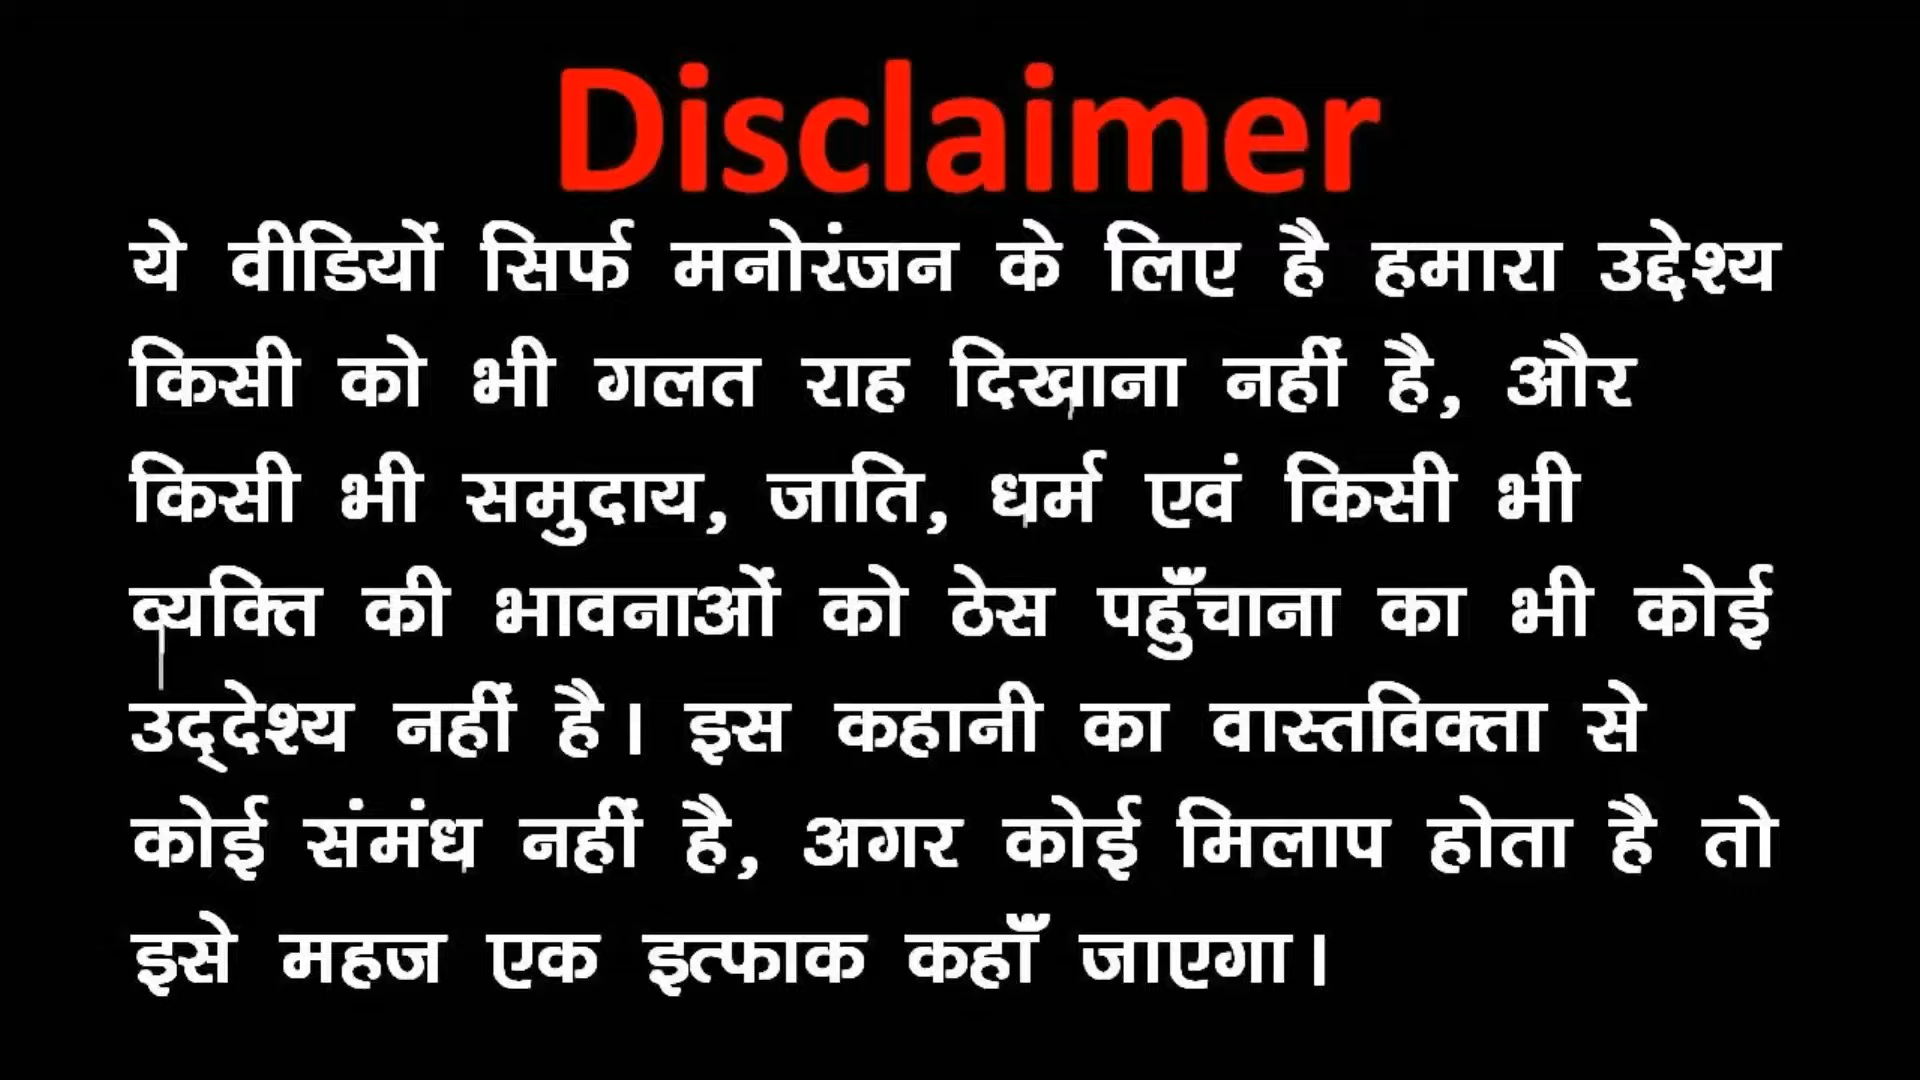 Disclaimer
ये वीडियों सिर्फ मनोरंजन के लिए है हमारा उद्देश्य
किसी को भी गलत राह दिखाना नहीं है, और
किसी भी समुदाय, जाति, धर्म एवं किसी भी
व्यक्ति की भावनाओं को ठेस पहुँचाना का भी कोई
उद्‌देश्य नहीं है। इस कहानी का वास्तविक्ता से
कोई संमंध नहीं है, अगर कोई मिलाप होता है तो
इसे महज एक इत्फाक कहाँ जाएगा।